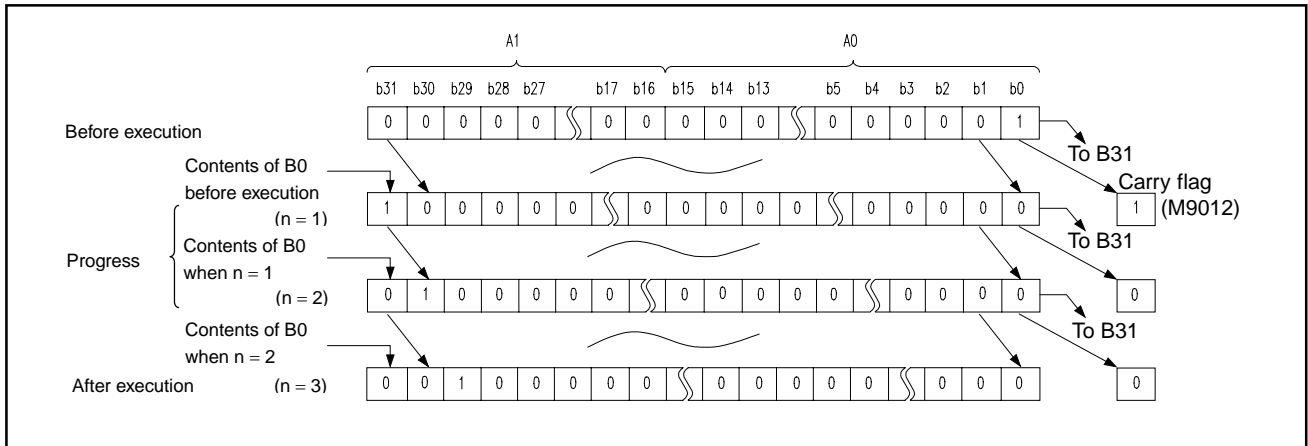 A1 A0
b31 b30 b29 b28 b27 b17 b16 b15 b14 b13 b5 b4 b3 b2 b1 b0
Before execution 0 0 0 0 0 0 0 0 0 0 0 0 0 0 0 1
To B31
Contents of B0
before execution
(n = 1)
1 0 0 0 0 0 0 0 0 0 0 0 0 0 0 0
Carry flag
(M9012)
1
To B31
Progress
Contents of B0
when n = 1
(n = 2)
0 1 0 0 0 0 0 0 0 0 0 0 0 0 0 0
0
To B31
Contents of B0
when n = 2
After execution (n = 3) 0 0 1 0 0 0 0 0 0 0 0 0 0 0 0 0
0